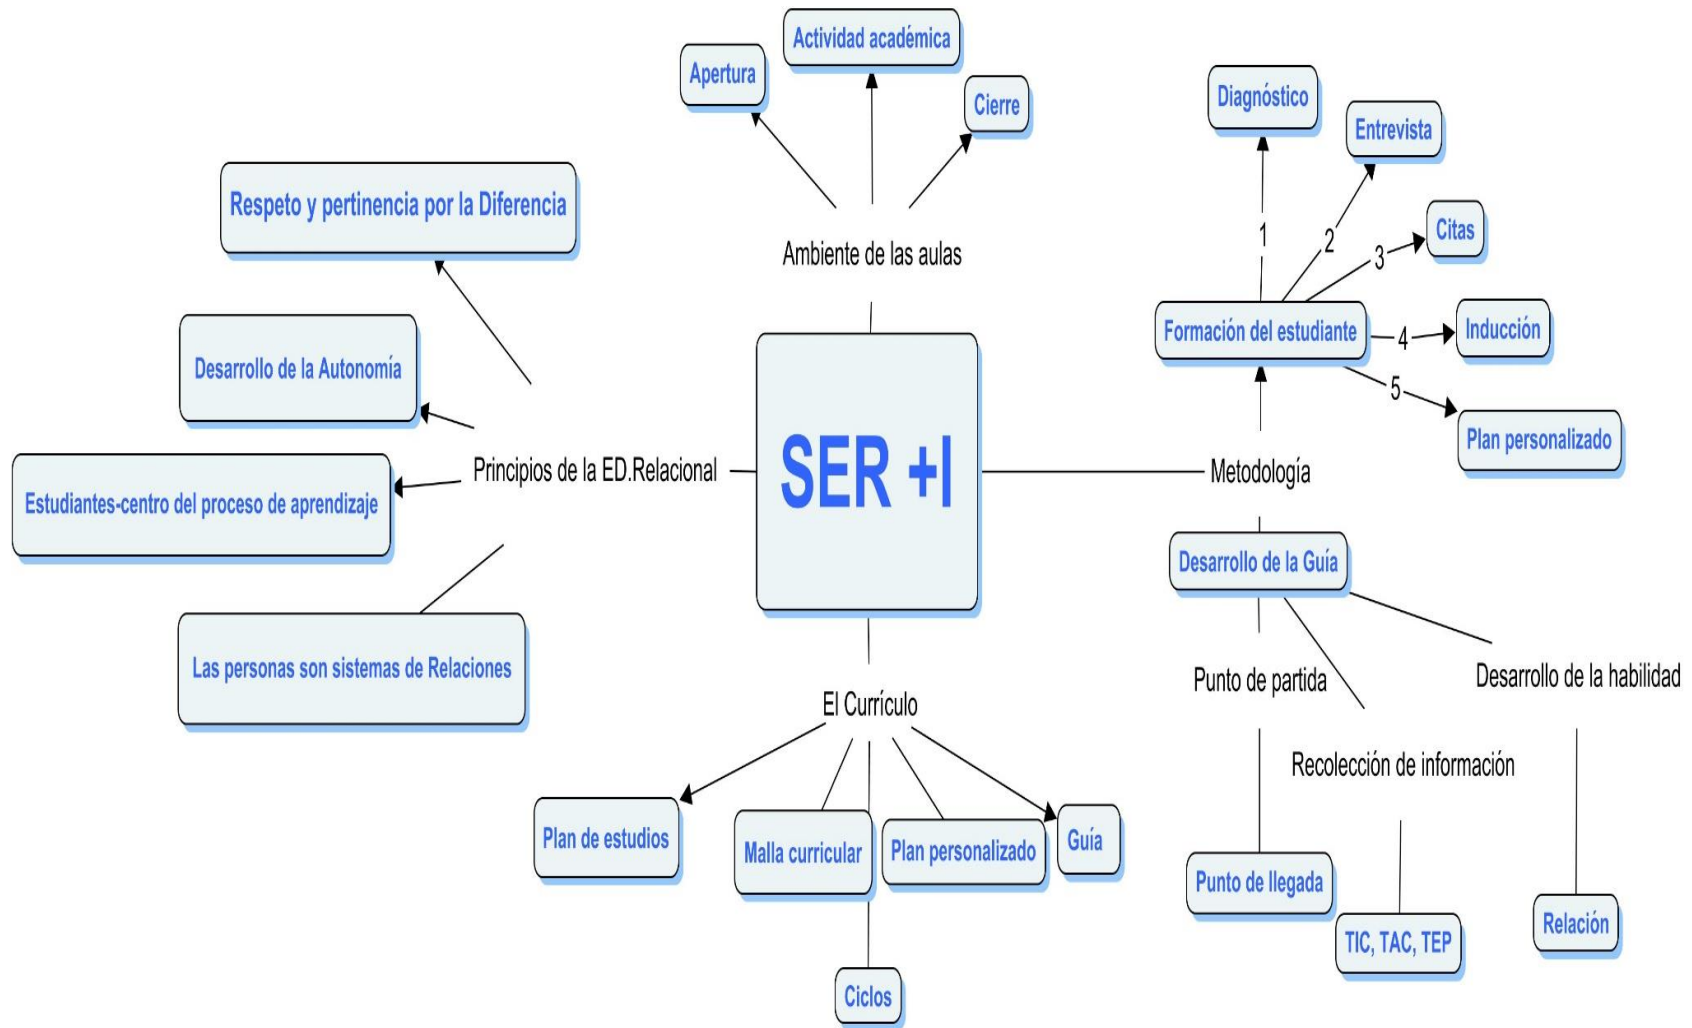 Actividad académica
Apertura
Cierre
Ambiente de las aulas
Diagnóstico
Entrevista
Citas
Inducción
Plan personalizado
1
2
3
4
5
Formación del estudiante
Metodología
Respeto y pertinencia por la Diferencia
Desarrollo de la Autonomía
Estudiantes-centro del proceso de aprendizaje
Las personas son sistemas de Relaciones
Principios de la ED.Relacional
SER +I
Desarrollo de la Guía
Punto de partida
Desarrollo de la habilidad
Recolección de información
Punto de llegada
TIC, TAC, TEP
Relación
El Currículo
Plan de estudios
Malla curricular
Plan personalizado
Guía
Ciclos